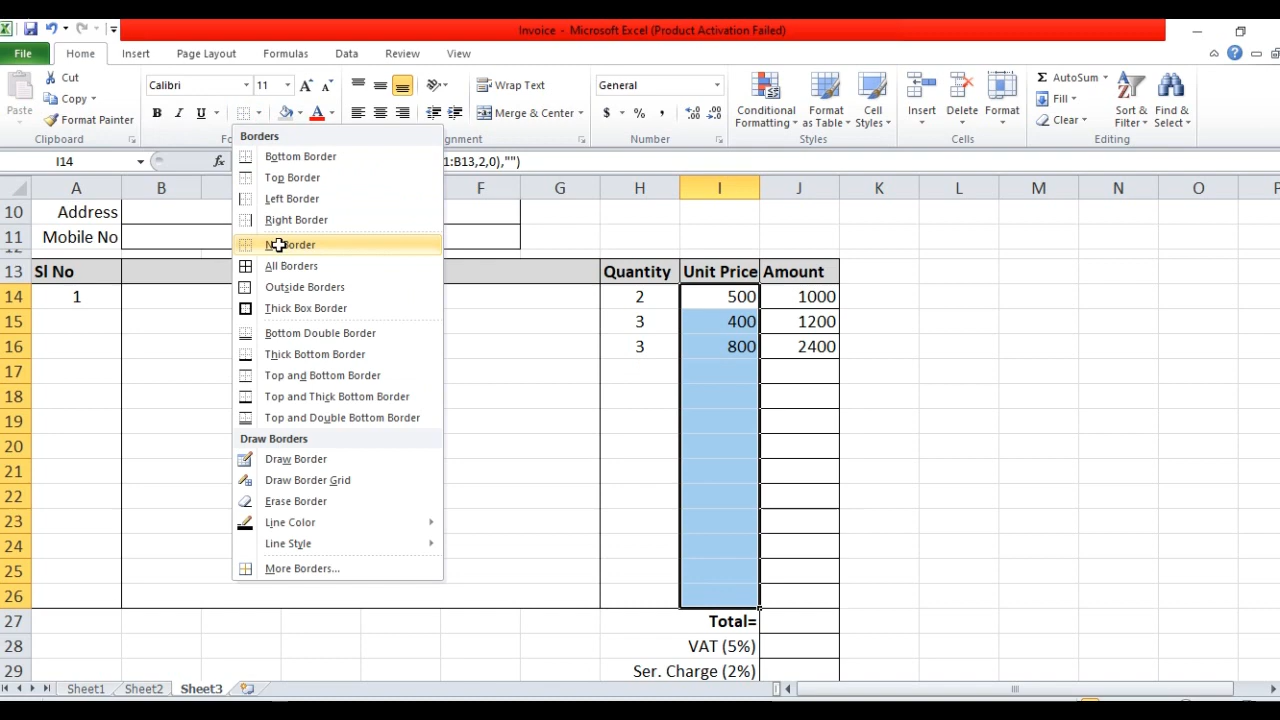 Invoice - Microsoft Excel (Product Activation Failed)
File Home Insert Page Layout Formulas Data Review View
Paste
Cut
Copy
Format Painter
Clipboard
Calibri 11
B I U
Wrap Text
Merge & Center
General
$ % ,
Number
Conditional Formatting
Format as Table
Cell Styles
Styles
Insert
Delete
Format
Cells
Σ AutoSum
Fill
Clear
Sort & Filter
Find & Select
Editing
I14
fx
1:B13,2,0),"")
Borders
Bottom Border
Top Border
Left Border
Right Border
All Borders
Outside Borders
Thick Box Border
Bottom Double Border
Thick Bottom Border
Top and Bottom Border
Top and Thick Bottom Border
Top and Double Bottom Border
Draw Borders
Draw Border
Draw Border Grid
Erase Border
Line Color
Line Style
More Borders...
A B F G H I J K L M N O P
10 Address
11 Mobile No
12
13 Sl No Quantity Unit Price Amount
14 1 2 500 1000
15 3 400 1200
16 3 800 2400
17
18
19
20
21
22
23
24
25
26
27 Total=
28 VAT (5%)
29 Ser. Charge (2%)
Sheet1 Sheet2 Sheet3